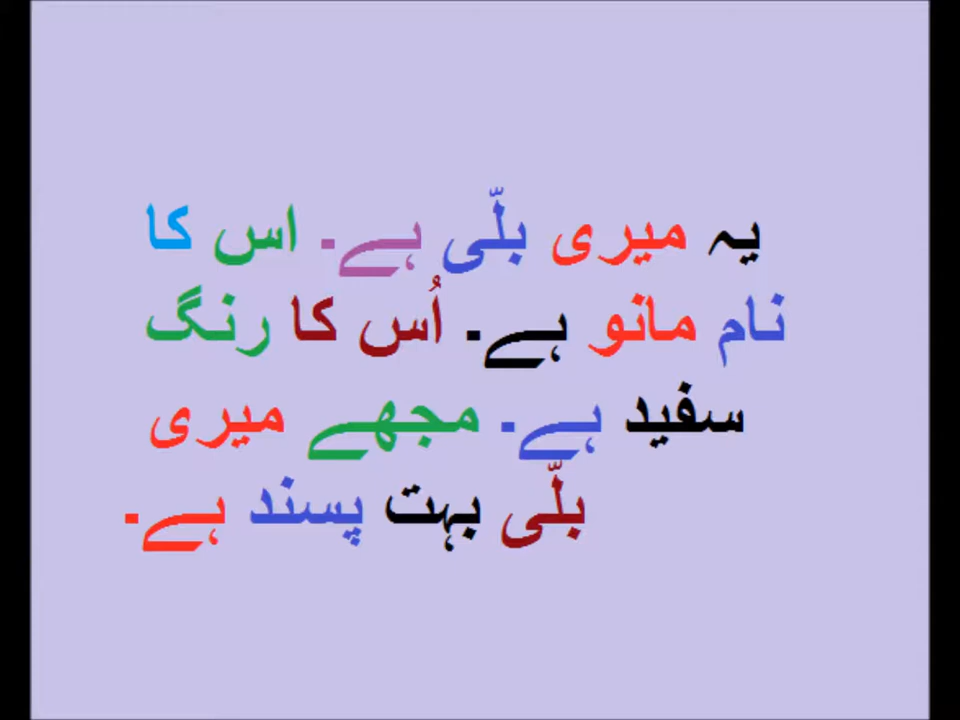 یہ میری بلّی ہے۔ اس کا
نام مانو ہے۔ اُس کا رنگ
سفید ہے۔ مجھے میری
بلّی بہت پسند ہے۔